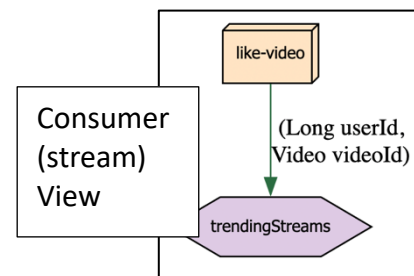 like-video
Consumer
(stream)
View
(Long userId,
Video videoId)
trendingStreams